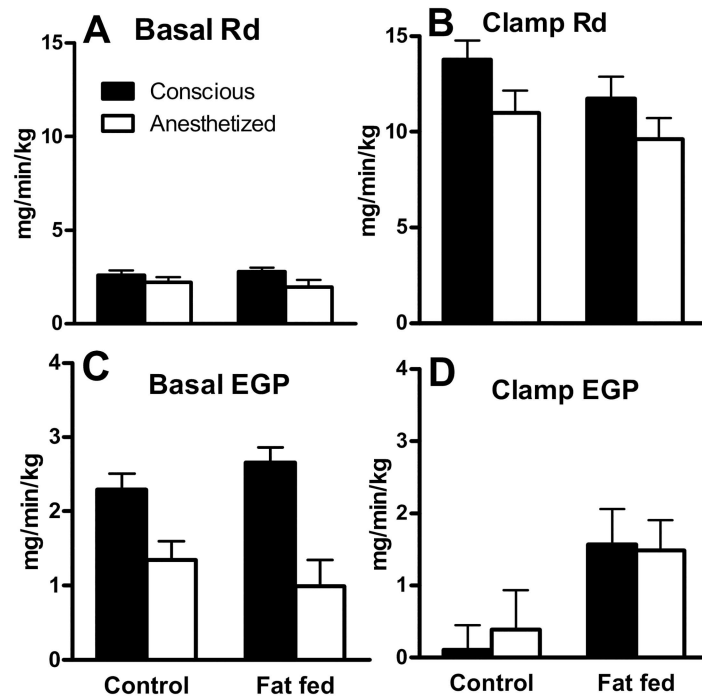 A Basal Rd
15
10
5
0
mg/min/kg
Conscious
Anesthetized
B Clamp Rd
15
10
5
0
mg/min/kg
C Basal EGP
4
3
2
1
0
mg/min/kg
Control Fat fed
D Clamp EGP
4
3
2
1
0
mg/min/kg
Control Fat fed